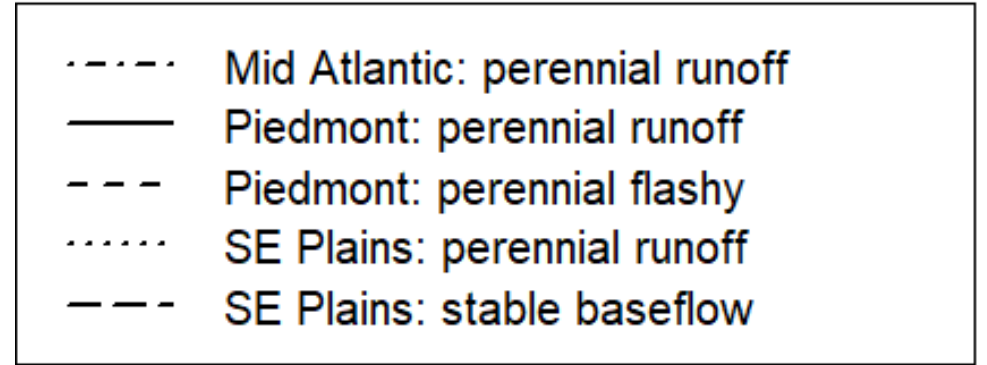 Mid Atlantic: perennial runoff
Piedmont: perennial runoff
Piedmont: perennial flashy
SE Plains: perennial runoff
SE Plains: stable baseflow